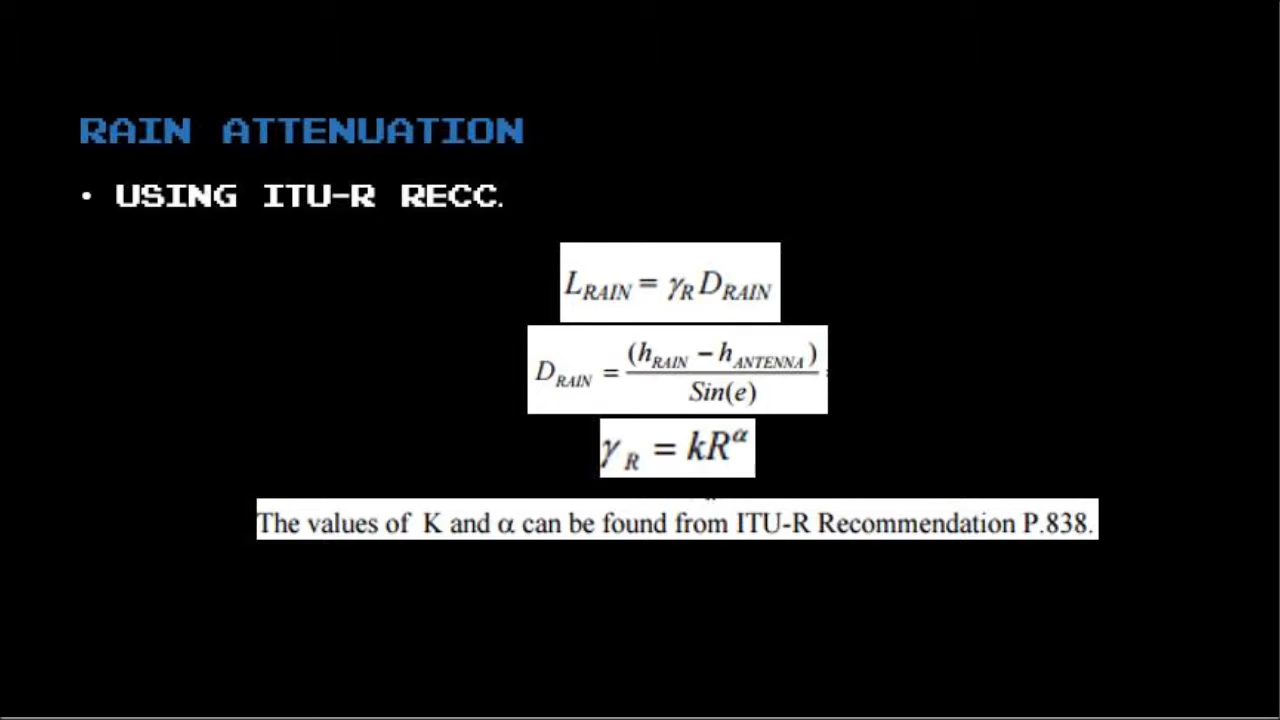 RAIN ATTENUATION
• USING ITU-R RECC.
L_RAIN = γ_R D_RAIN
D_RAIN = (h_RAIN − h_ANTENNA) / Sin(e)
γ_R = kR^α
The values of K and α can be found from ITU-R Recommendation P.838.